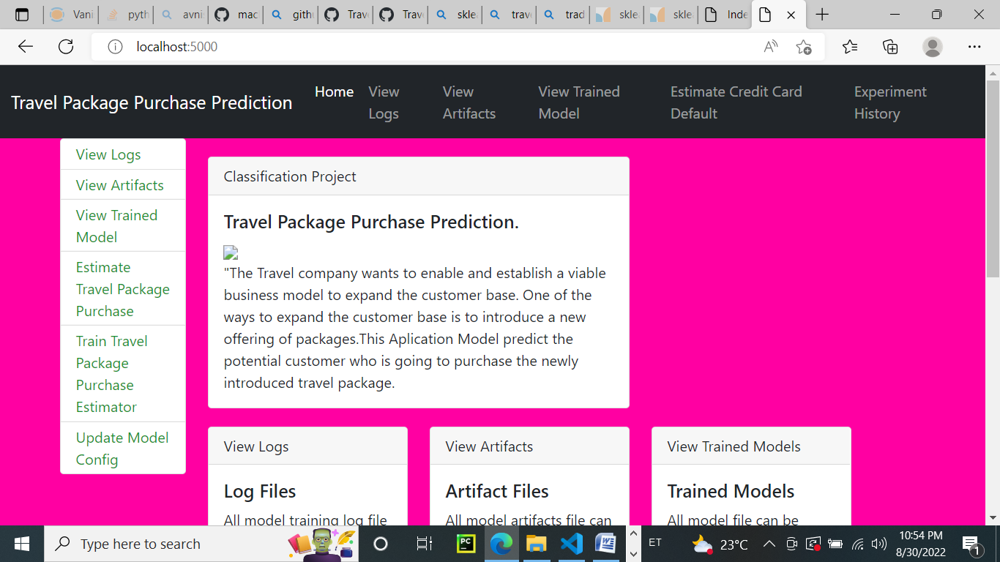 Vani
pyth
avnis
mac
gith
Trave
Trave
skle
trave
trad
skle
skle
Inde
localhost:5000
Travel Package Purchase Prediction
Home
View Logs
View Artifacts
View Trained Model
Estimate Credit Card Default
Experiment History
View Logs
View Artifacts
View Trained
Model
Estimate
Travel Package
Purchase
Train Travel
Package
Purchase
Estimator
Update Model
Config
Classification Project
Travel Package Purchase Prediction.
"The Travel company wants to enable and establish a viable
business model to expand the customer base. One of the
ways to expand the customer base is to introduce a new
offering of packages.This Aplication Model predict the
potential customer who is going to purchase the newly
introduced travel package.
View Logs
Log Files
All model training log file
View Artifacts
Artifact Files
All model artifacts file can
View Trained Models
Trained Models
All model file can be
Type here to search
PC
ET
23°C
10:54 PM
8/30/2022
1